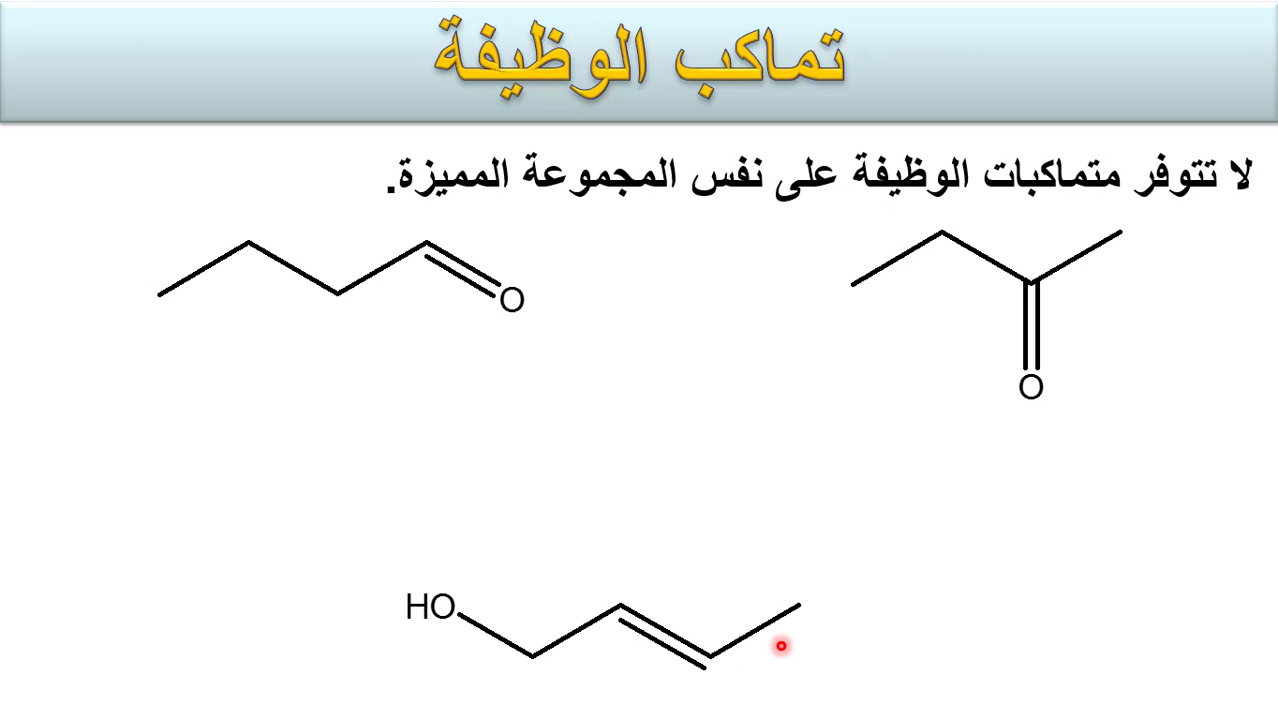 تماكب الوظيفة
لا تتوفر متماكبات الوظيفة على نفس المجموعة المميزة.
O
O
HO